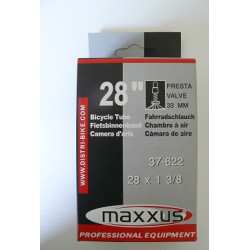 28"
PRESTA
VALVE
33 MM
Bicycle Tube
Fietsbinnenband
Camera d'aria
Fahrradschlauch
Chambre à air
Cámara de aire
WWW.DISTRI-BIKE.COM
37-622
28 x 1 3/8
maxxus
PROFESSIONAL EQUIPMENT